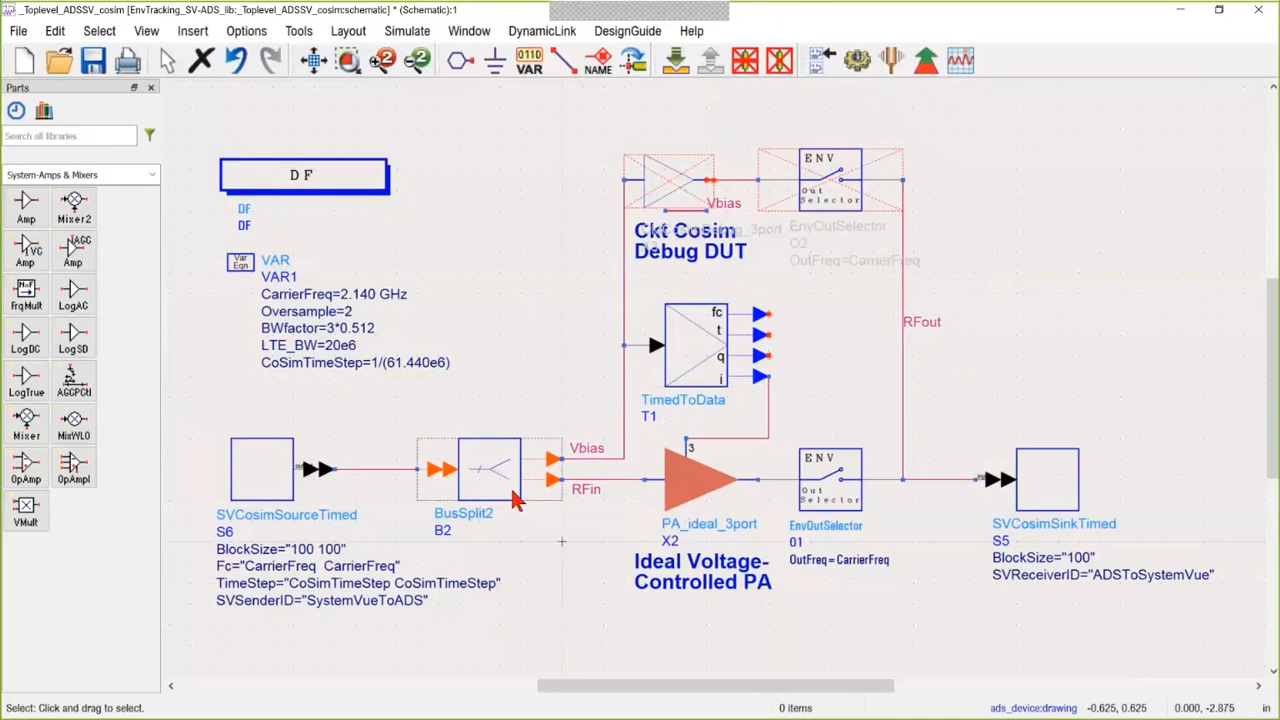 _Toplevel_ADSSV_cosim [EnvTracking_SV-ADS_lib:_Toplevel_ADSSV_cosim:schematic] * (Schematic):1
File Edit Select View Insert Options Tools Layout Simulate Window DynamicLink DesignGuide Help
0110
VAR
NAME
Parts
Search all libraries
System-Amps & Mixers
Amp
Mixer2
VC
Amp
AGC
Amp
FrqMult
LogAC
LogDC
LogSD
LogTrue
AGCPCtl
Mixer
MixWLO
OpAmp
OpAmpI
VMult
D F
DF
DF
Var
Eqn
VAR
VAR1
CarrierFreq=2.140 GHz
Oversample=2
BWfactor=3*0.512
LTE_BW=20e6
CoSimTimeStep=1/(61.440e6)
E N V
Out
Selector
Vbias
Ckt Cosim
Debug DUT
EnvOutSelector
O2
OutFreq=CarrierFreq
RFout
fc
t
q
i
TimedToData
T1
SVCosimSourceTimed
S6
BlockSize="100 100"
Fc="CarrierFreq CarrierFreq"
TimeStep="CoSimTimeStep CoSimTimeStep"
SVSenderID="SystemVueToADS"
BusSplit2
B2
Vbias
RFin
3
PA_ideal_3port
X2
Ideal Voltage-
Controlled PA
E N V
Out
Selector
EnvOutSelector
O1
OutFreq=CarrierFreq
SVCosimSinkTimed
S5
BlockSize="100"
SVReceiverID="ADSToSystemVue"
Select: Click and drag to select.
0 items
ads_device:drawing
-0.625, 0.625
0.000, -2.875
in